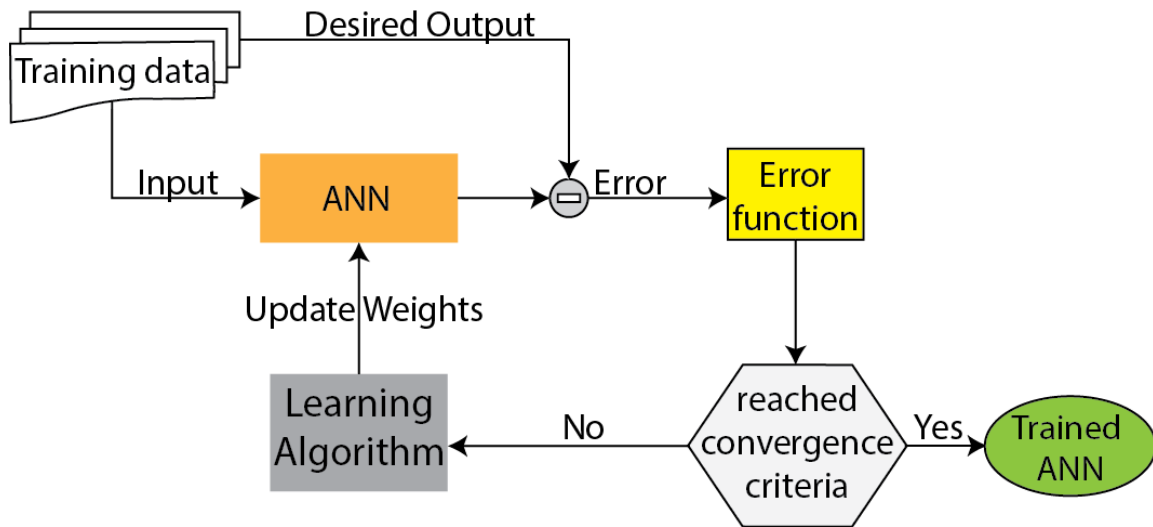 Desired Output
Training data
Input
ANN
Error
Error
function
Update Weights
Learning
Algorithm
No
reached
convergence
criteria
Yes
Trained
ANN